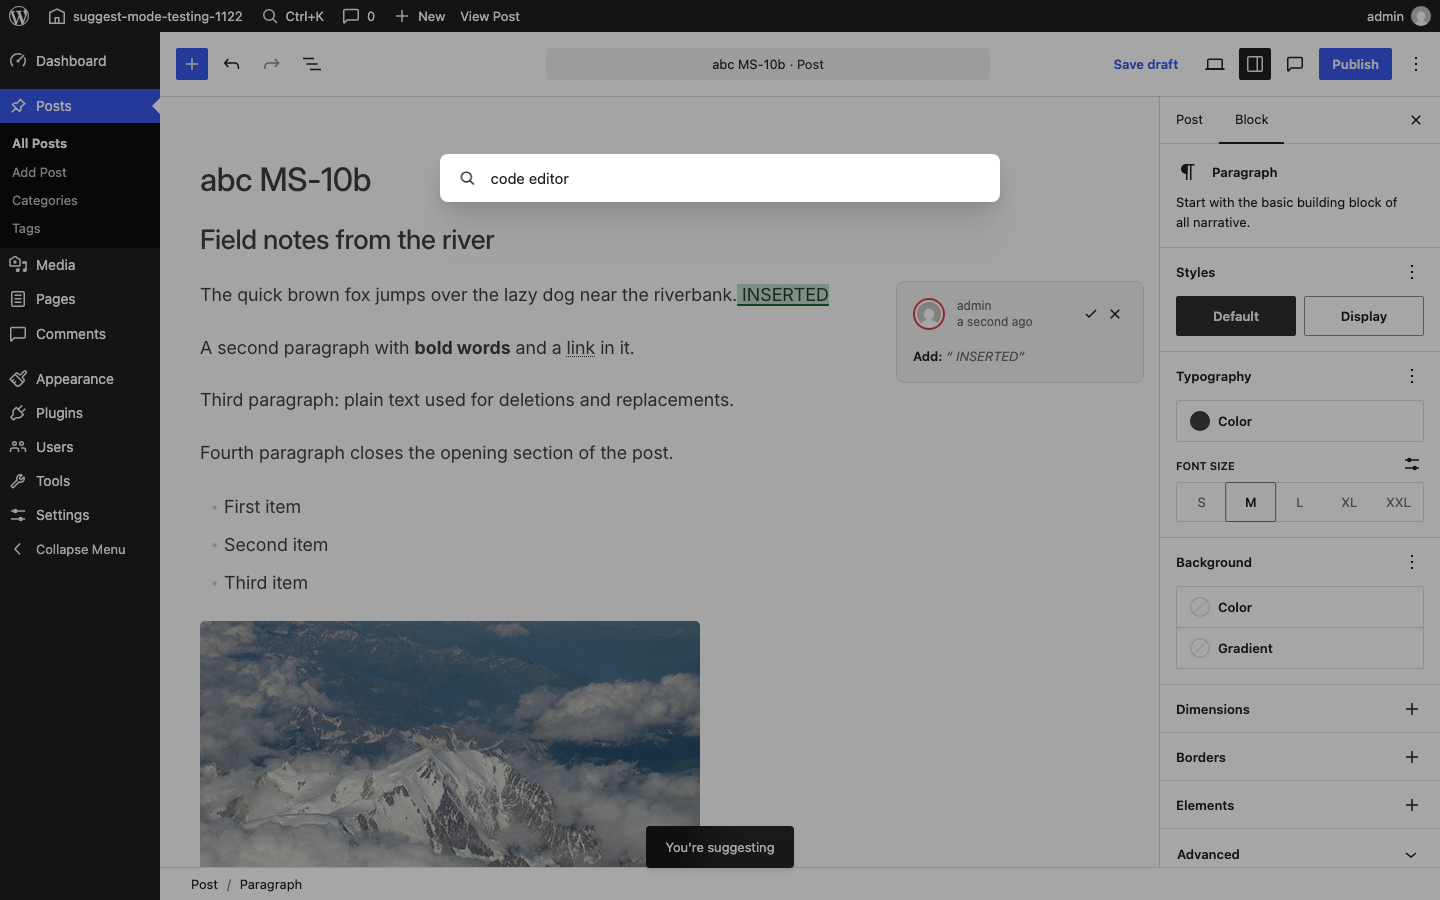 suggest-mode-testing-1122
Ctrl+K
0
New
View Post
admin
Dashboard
Posts
All Posts
Add Post
Categories
Tags
Media
Pages
Comments
Appearance
Plugins
Users
Tools
Settings
Collapse Menu
abc MS-10b · Post
Save draft
Publish
code editor
abc MS-10b
Field notes from the river
The quick brown fox jumps over the lazy dog near the riverbank. INSERTED
A second paragraph with bold words and a link in it.
Third paragraph: plain text used for deletions and replacements.
Fourth paragraph closes the opening section of the post.
• First item
• Second item
• Third item
admin
a second ago
Add: “ INSERTED”
You're suggesting
Post / Paragraph
Post
Block
Paragraph
Start with the basic building block of
all narrative.
Styles
Default
Display
Typography
Color
FONT SIZE
S M L XL XXL
Background
Color
Gradient
Dimensions
Borders
Elements
Advanced